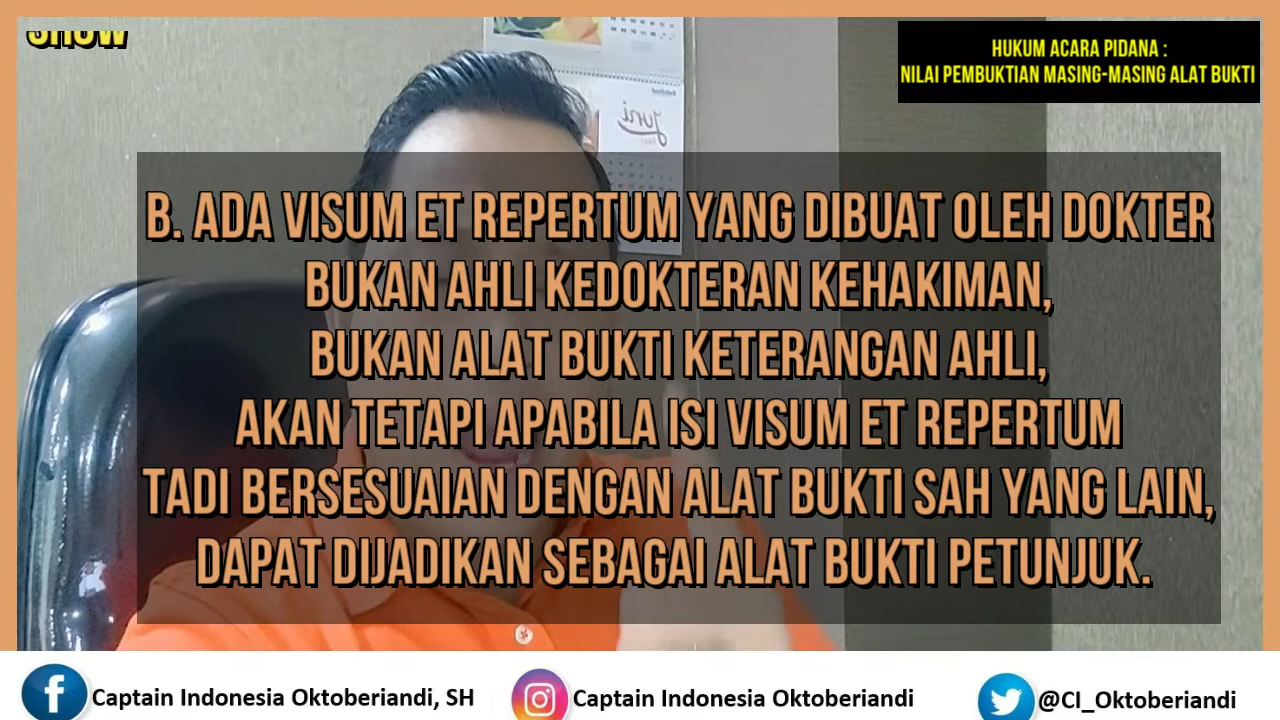 SHOW
HUKUM ACARA PIDANA :
NILAI PEMBUKTIAN MASING-MASING ALAT BUKTI
Juni
B. ADA VISUM ET REPERTUM YANG DIBUAT OLEH DOKTER
BUKAN AHLI KEDOKTERAN KEHAKIMAN,
BUKAN ALAT BUKTI KETERANGAN AHLI,
AKAN TETAPI APABILA ISI VISUM ET REPERTUM
TADI BERSESUAIAN DENGAN ALAT BUKTI SAH YANG LAIN,
DAPAT DIJADIKAN SEBAGAI ALAT BUKTI PETUNJUK.
Captain Indonesia Oktoberiandi, SH
Captain Indonesia Oktoberiandi
@CI_Oktoberiandi